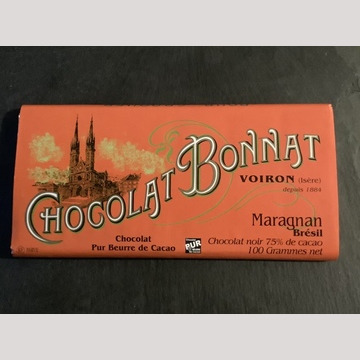 CHOCOLAT BONNAT
VOIRON (Isère)
depuis 1884
Maragnan
Brésil
Chocolat noir 75% de cacao
100 Grammes net
Chocolat
Pur Beurre de Cacao
PUR